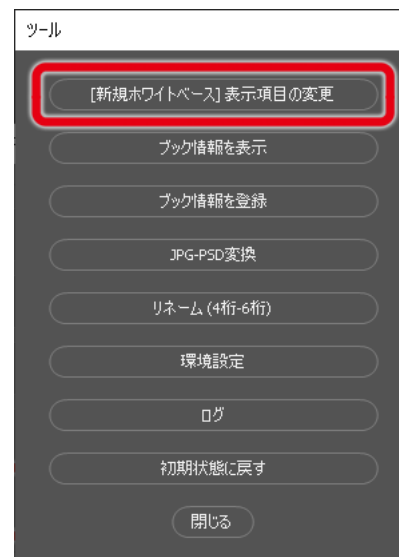 ツール
[新規ホワイトベース] 表示項目の変更
ブック情報を表示
ブック情報を登録
JPG-PSD変換
リネーム (4桁-6桁)
環境設定
ログ
初期状態に戻す
閉じる